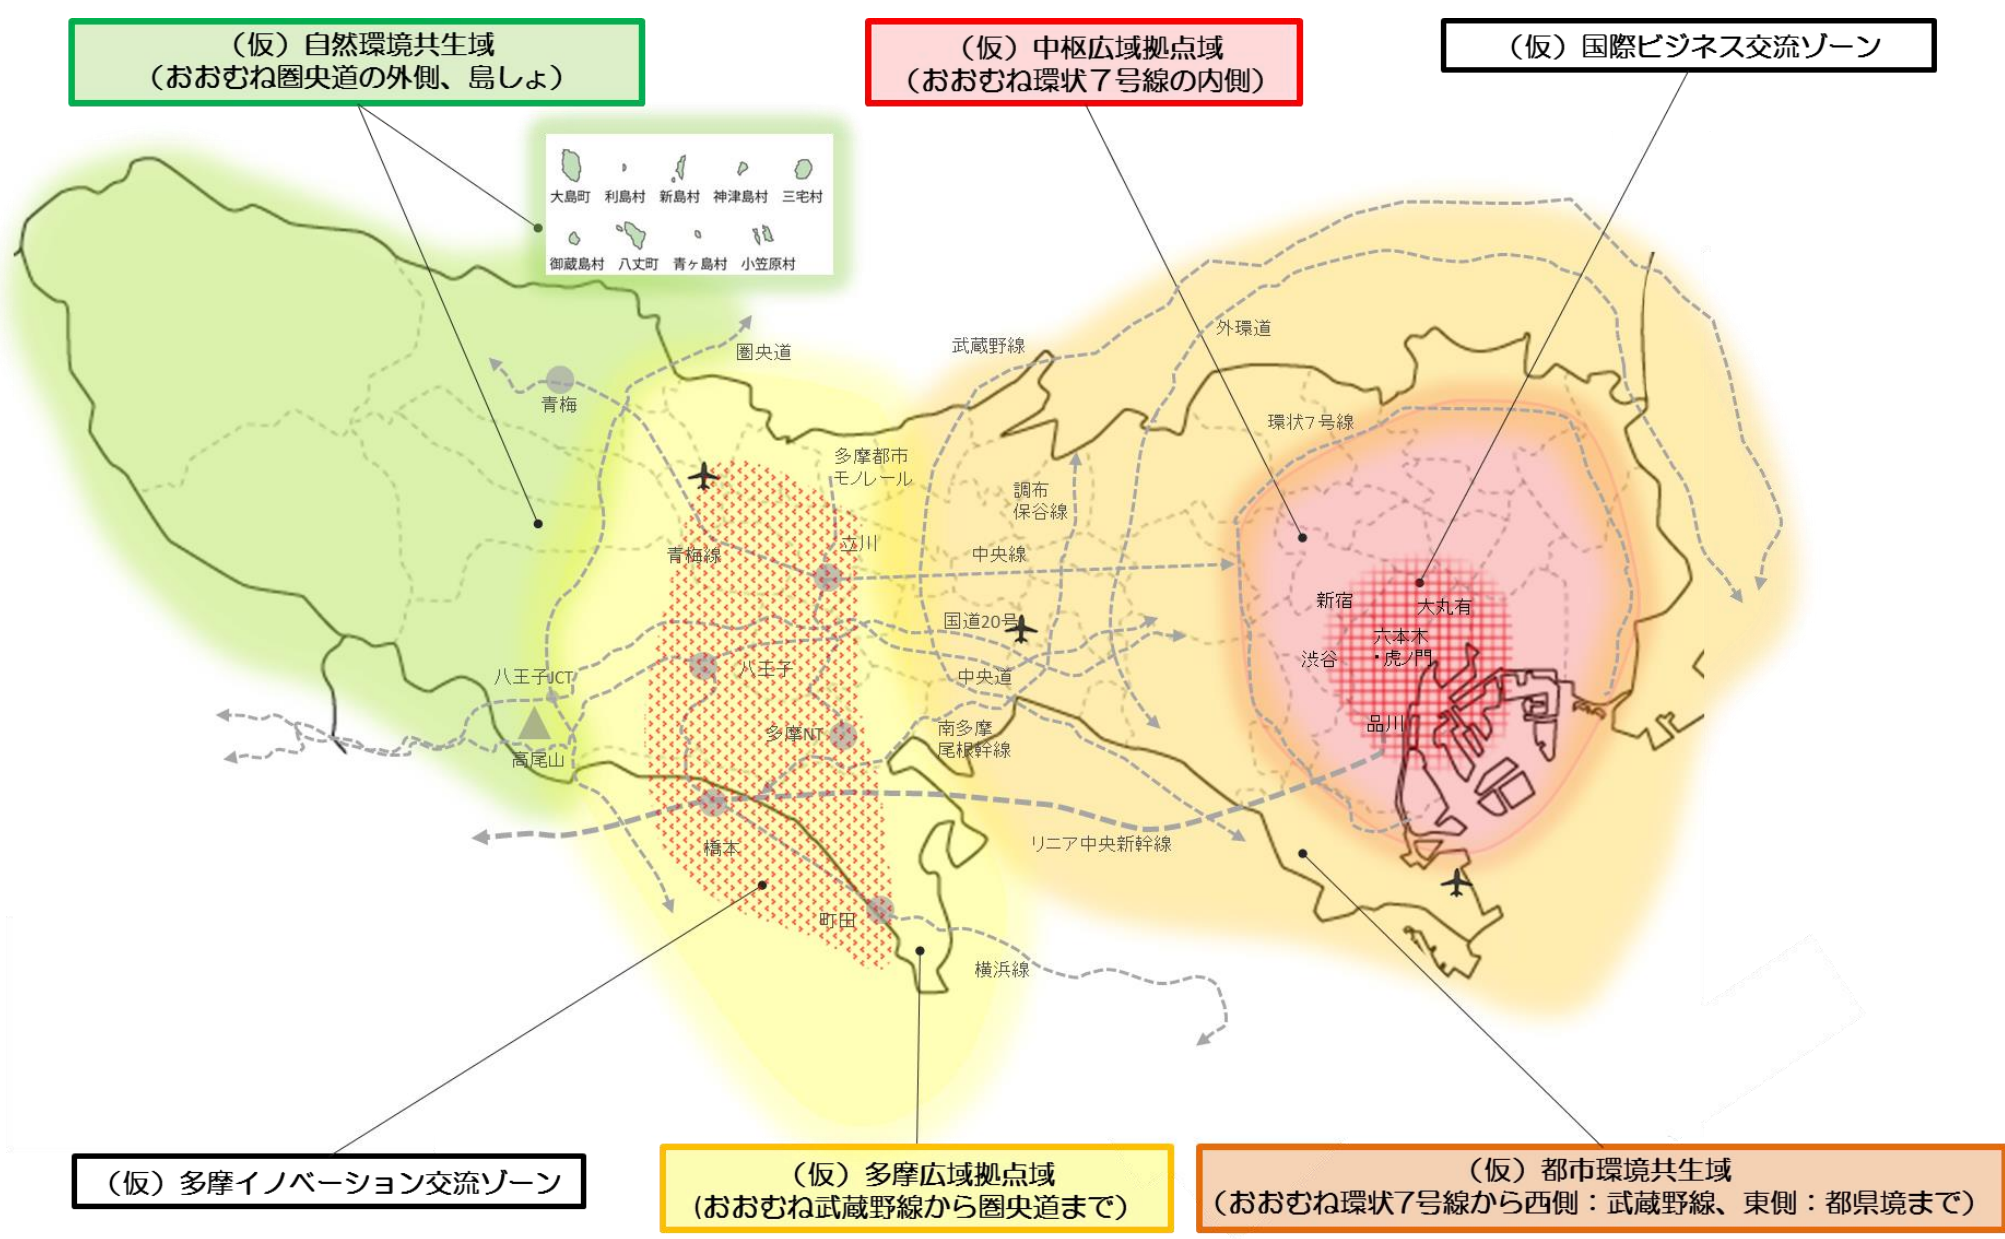 （仮）自然環境共生域
（おおむね圏央道の外側、島しょ）
（仮）中枢広域拠点域
（おおむね環状７号線の内側）
（仮）国際ビジネス交流ゾーン
大島町 利島村 新島村 神津島村 三宅村
御蔵島村 八丈町 青ヶ島村 小笠原村
圏央道
武蔵野線
外環道
青梅
環状７号線
多摩都市
モノレール
調布
保谷線
青梅線
立川
中央線
新宿
大丸有
国道20号
六本木
・虎ノ門
渋谷
八王子JCT
八王子
中央道
品川
高尾山
多摩NT
南多摩
尾根幹線
橋本
リニア中央新幹線
町田
横浜線
（仮）多摩イノベーション交流ゾーン
（仮）多摩広域拠点域
(おおむね武蔵野線から圏央道まで）
（仮）都市環境共生域
（おおむね環状７号線から西側：武蔵野線、東側：都県境まで）